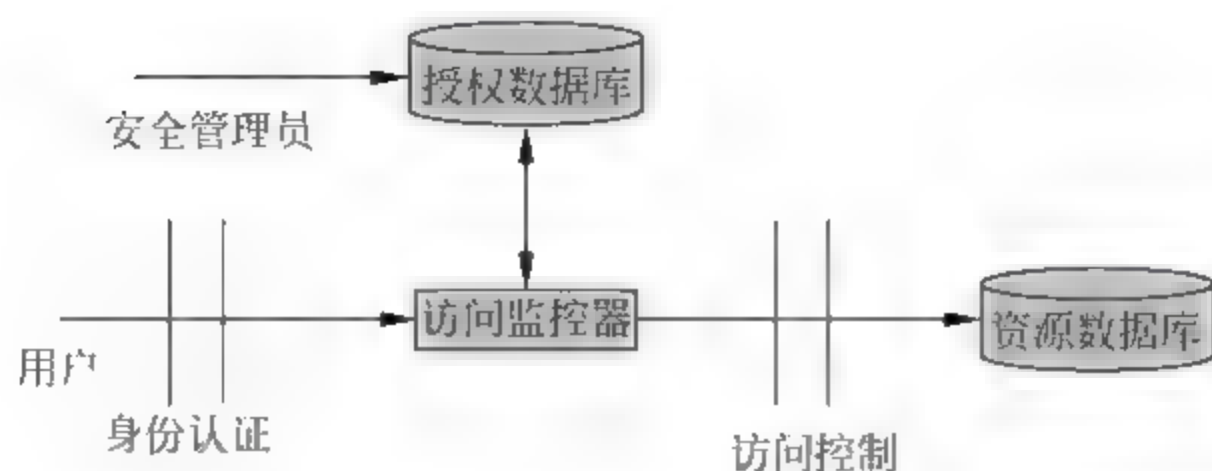 授权数据库
安全管理员
访问监控器
资源数据库
用户
身份认证
访问控制